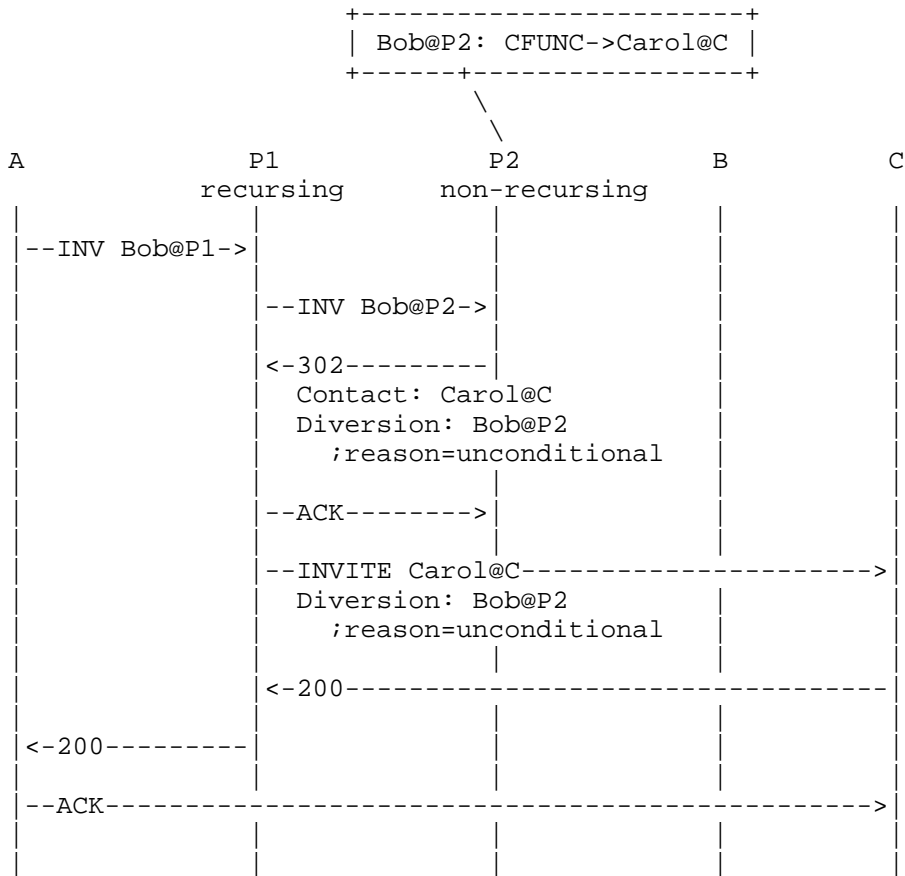 Bob@P2: CFUNC->Carol@C
A P1 P2 B C
recursing non-recursing
--INV Bob@P1->
--INV Bob@P2->
<-302---------
Contact: Carol@C
Diversion: Bob@P2
;reason=unconditional
--ACK-------->
--INVITE Carol@C---------------------->
Diversion: Bob@P2
;reason=unconditional
<-200----------------------------------
<-200---------
--ACK------------------------------------------------>